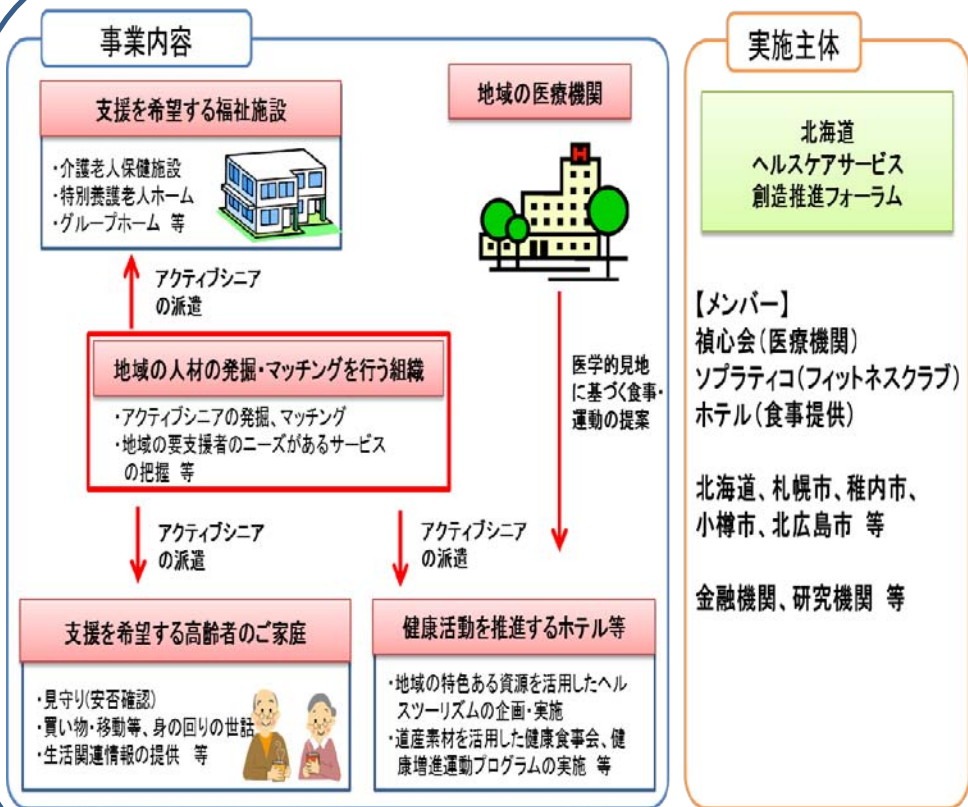 事業内容
支援を希望する福祉施設
・介護老人保健施設
・特別養護老人ホーム
・グループホーム 等
地域の医療機関
H
アクティブシニア
の派遣
地域の人材の発掘・マッチングを行う組織
・アクティブシニアの発掘、マッチング
・地域の要支援者のニーズがあるサービス
の把握 等
医学的見地
に基づく食事・
運動の提案
アクティブシニア
の派遣
アクティブシニア
の派遣
支援を希望する高齢者のご家庭
・見守り(安否確認)
・買い物・移動等、身の回りの世話
・生活関連情報の提供 等
健康活動を推進するホテル等
・地域の特色ある資源を活用したヘル
スツーリズムの企画・実施
・道産素材を活用した健康食事会、健
康増進運動プログラムの実施 等
実施主体
北海道
ヘルスケアサービス
創造推進フォーラム
【メンバー】
禎心会(医療機関)
ソプラティコ(フィットネスクラブ)
ホテル(食事提供)
北海道、札幌市、稚内市、
小樽市、北広島市 等
金融機関、研究機関 等